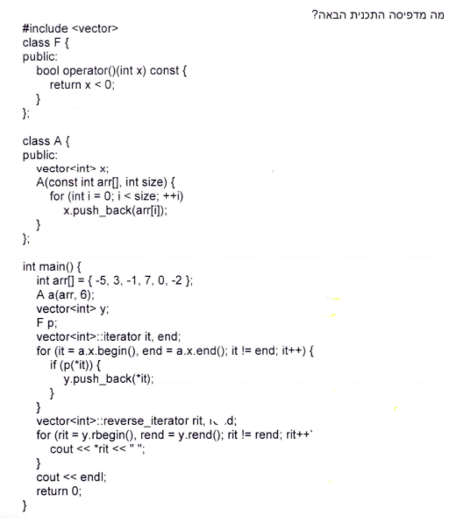 מה מדפיסה התכנית הבאה?
#include <vector>
class F {
public:
bool operator()(int x) const {
return x < 0;
}
};
class A {
public:
vector<int> x;
A(const int arr[], int size) {
for (int i = 0; i < size; ++i)
x.push_back(arr[i]);
}
};
int main() {
int arr[] = { -5, 3, -1, 7, 0, -2 };
A a(arr, 6);
vector<int> y;
F p;
vector<int>::iterator it, end;
for (it = a.x.begin(), end = a.x.end(); it != end; it++) {
if (p(*it)) {
y.push_back(*it);
}
}
vector<int>::reverse_iterator rit,
for (rit = y.rbegin(), rend = y.rend(); rit != rend; rit++
cout << *rit << " ";
}
cout << endl;
return 0;
}